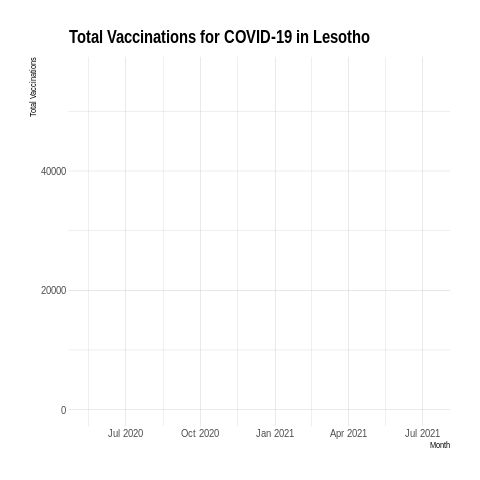 Total Vaccinations for COVID-19 in Lesotho
Total Vaccinations
40000
20000
0
Jul 2020 Oct 2020 Jan 2021 Apr 2021 Jul 2021
Month